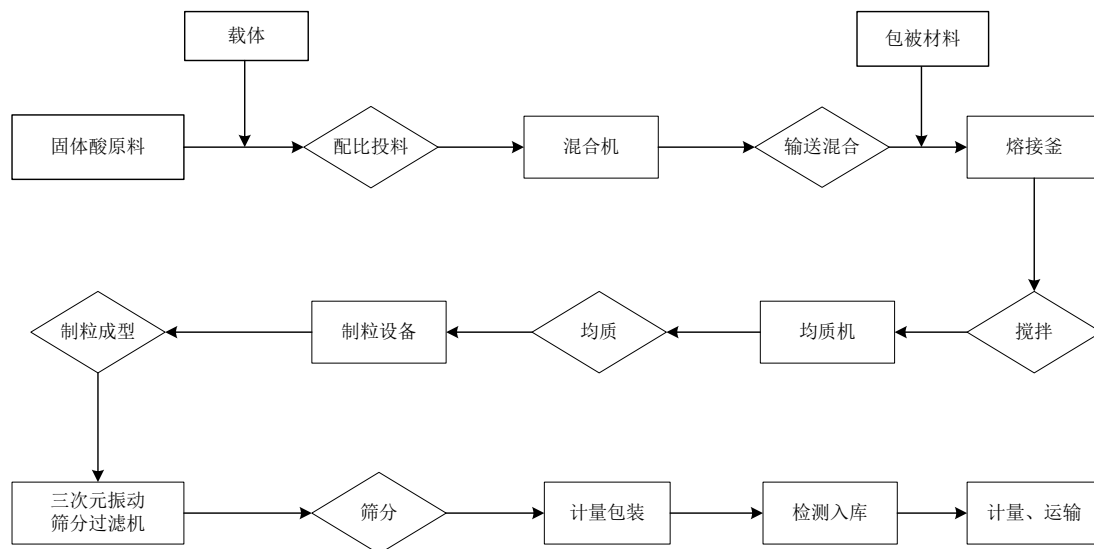 载体
包被材料
固体酸原料
配比投料
混合机
输送混合
熔接釜
制粒成型
制粒设备
均质
均质机
搅拌
三次元振动
筛分过滤机
筛分
计量包装
检测入库
计量、运输